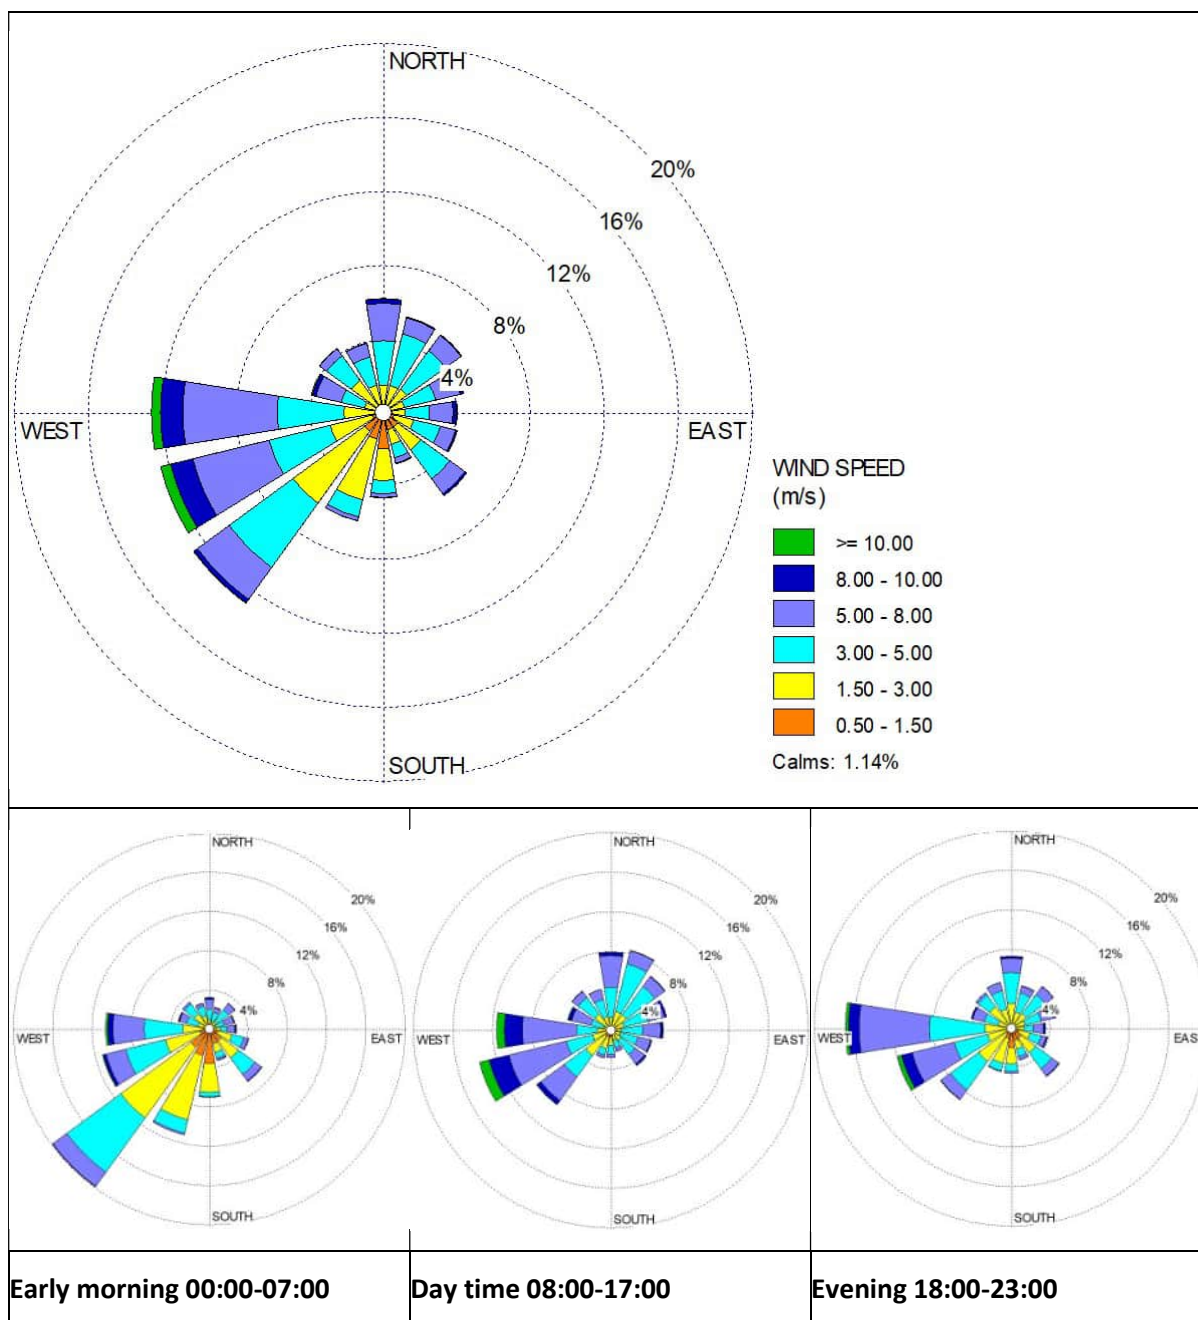 NORTH
20%
16%
12%
8%
4%
WEST
EAST
SOUTH
WIND SPEED
(m/s)
>= 10.00
8.00 - 10.00
5.00 - 8.00
3.00 - 5.00
1.50 - 3.00
0.50 - 1.50
Calms: 1.14%
NORTH
20%
16%
12%
8%
4%
WEST
EAST
SOUTH
NORTH
20%
16%
12%
8%
4%
WEST
EAST
SOUTH
NORTH
20%
16%
12%
8%
4%
WEST
EAS
SOUTH
Early morning 00:00-07:00
Day time 08:00-17:00
Evening 18:00-23:00